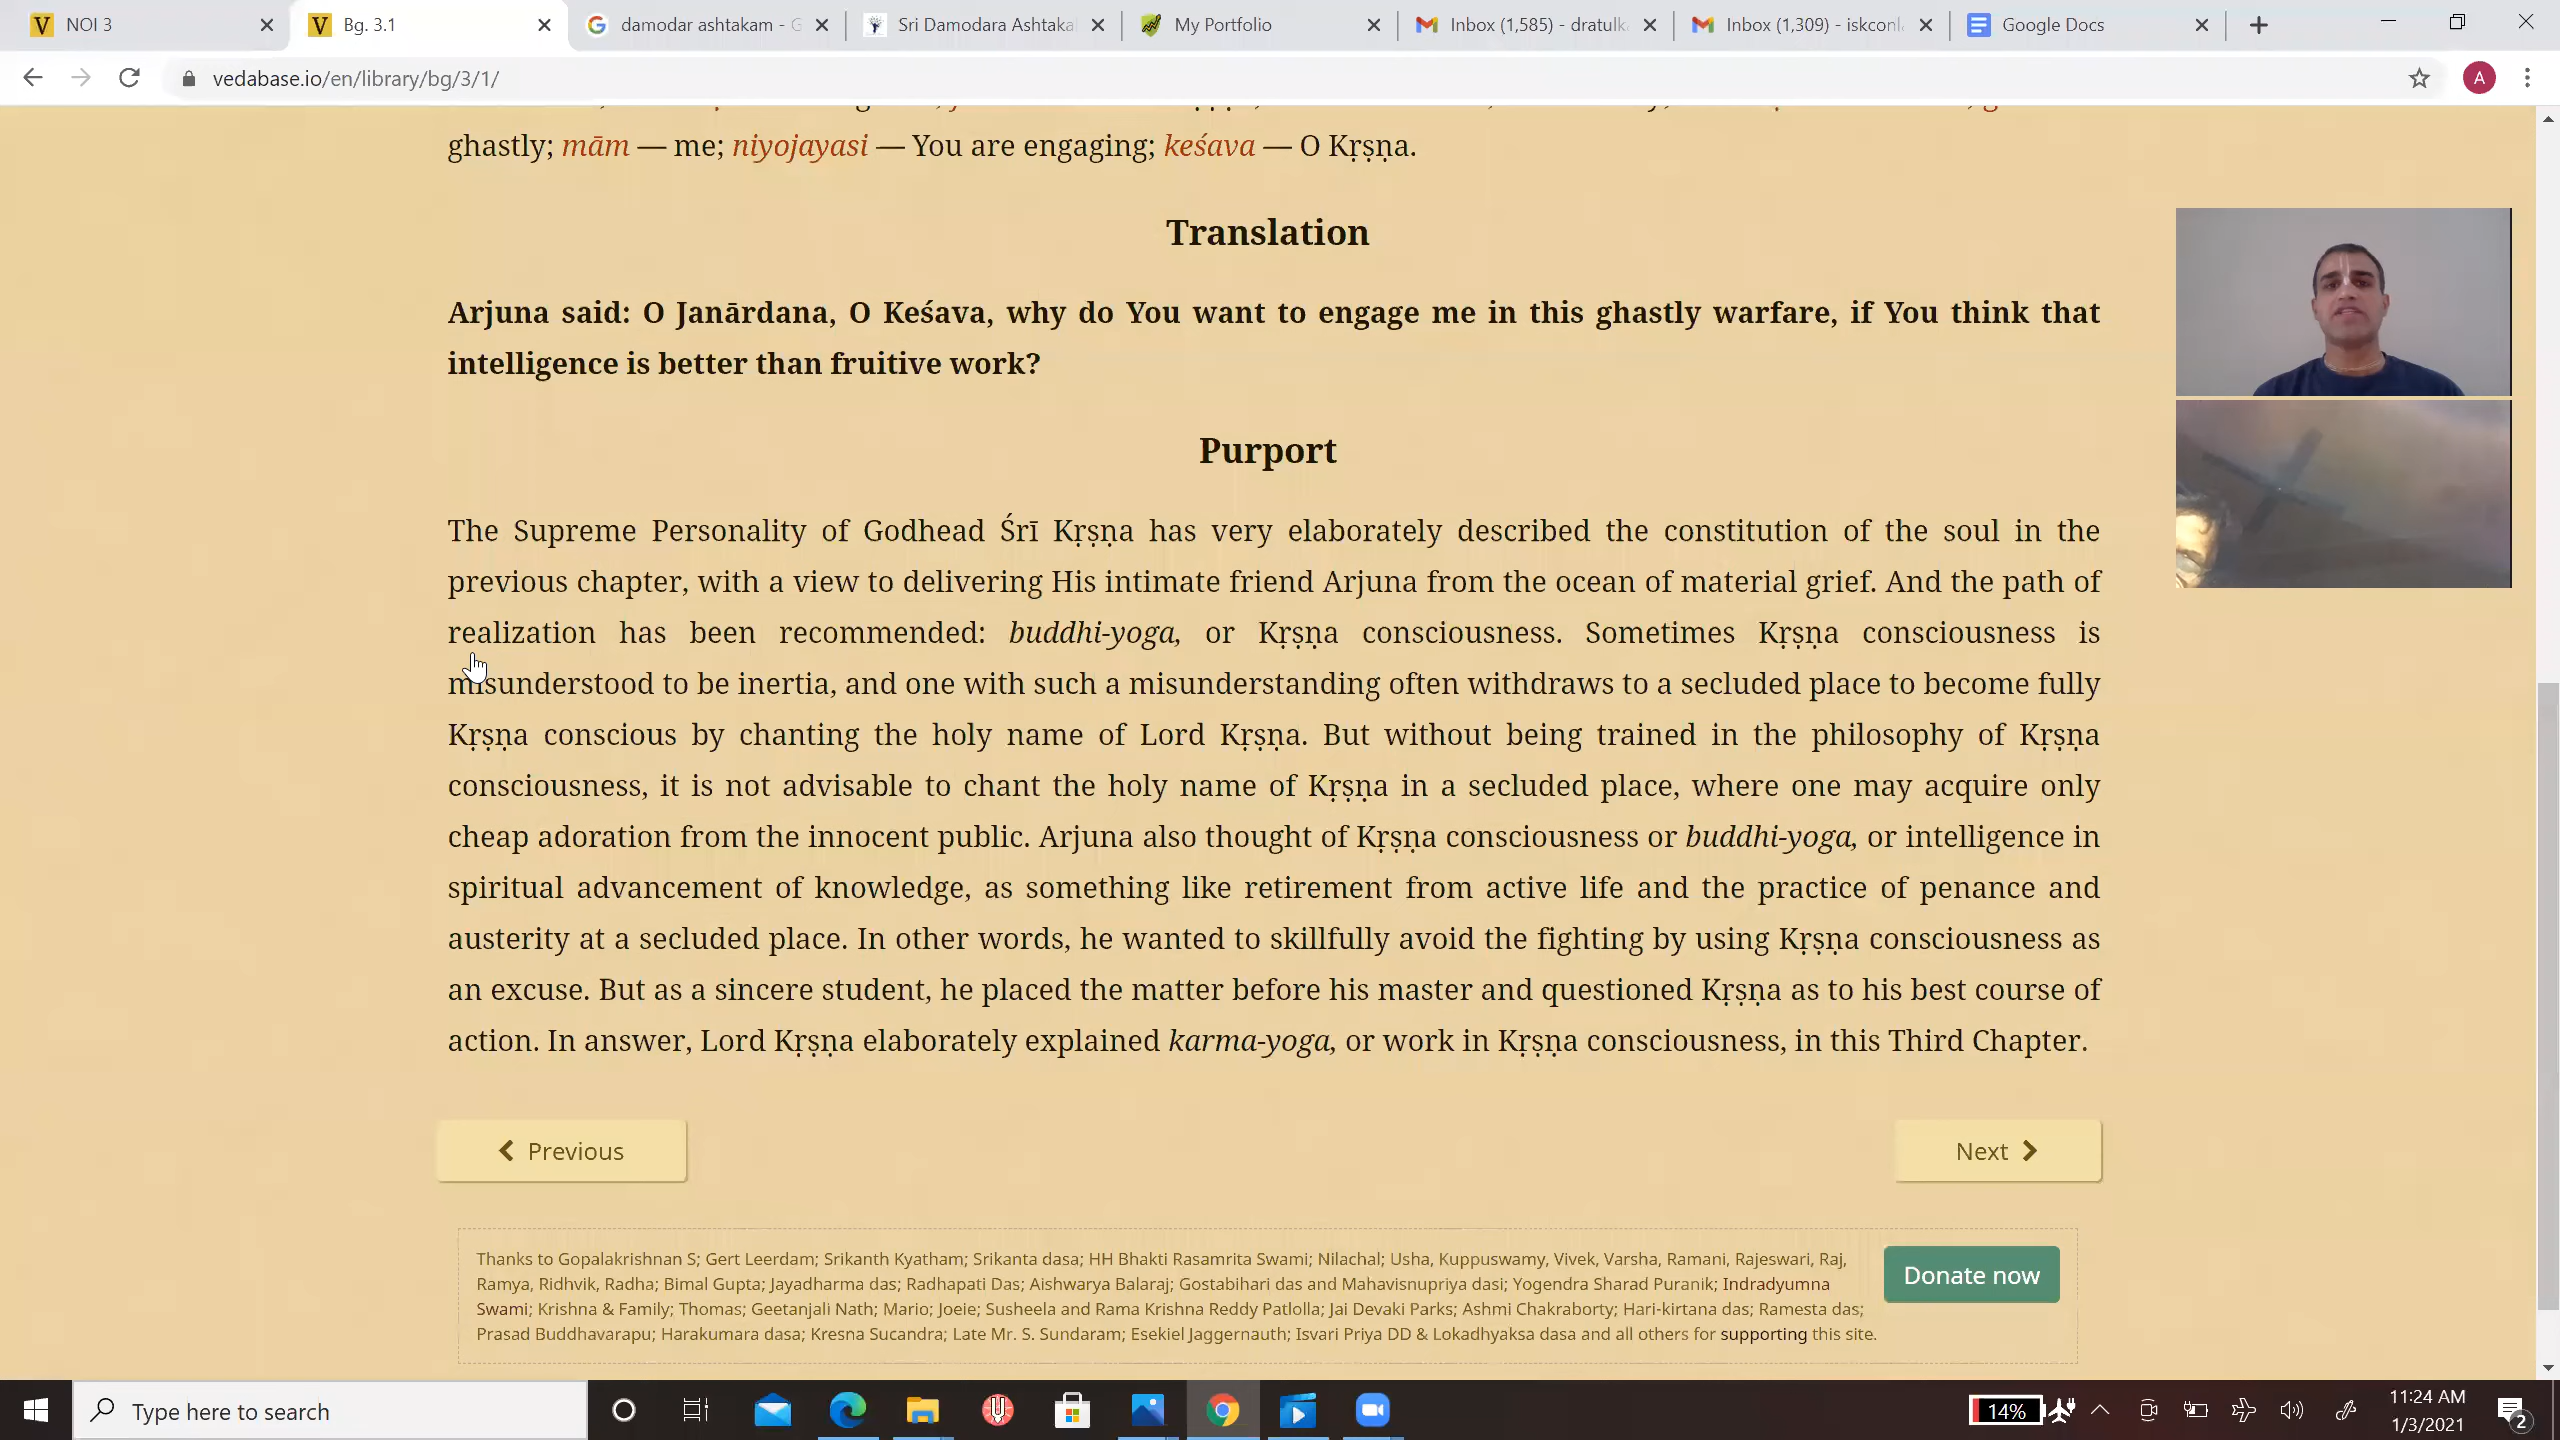 NOI 3
Bg. 3.1
damodar ashtakam - G
Sri Damodara Ashtaka
My Portfolio
Inbox (1,585) - dratulk
Inbox (1,309) - iskconl
Google Docs
vedabase.io/en/library/bg/3/1/
A
ghastly; mām — me; niyojayasi — You are engaging; keśava — O Kṛṣṇa.
Translation
Arjuna said: O Janārdana, O Keśava, why do You want to engage me in this ghastly warfare, if You think that
intelligence is better than fruitive work?
Purport
The Supreme Personality of Godhead Śrī Kṛṣṇa has very elaborately described the constitution of the soul in the
previous chapter, with a view to delivering His intimate friend Arjuna from the ocean of material grief. And the path of
realization has been recommended: buddhi-yoga, or Kṛṣṇa consciousness. Sometimes Kṛṣṇa consciousness is
misunderstood to be inertia, and one with such a misunderstanding often withdraws to a secluded place to become fully
Kṛṣṇa conscious by chanting the holy name of Lord Kṛṣṇa. But without being trained in the philosophy of Kṛṣṇa
consciousness, it is not advisable to chant the holy name of Kṛṣṇa in a secluded place, where one may acquire only
cheap adoration from the innocent public. Arjuna also thought of Kṛṣṇa consciousness or buddhi-yoga, or intelligence in
spiritual advancement of knowledge, as something like retirement from active life and the practice of penance and
austerity at a secluded place. In other words, he wanted to skillfully avoid the fighting by using Kṛṣṇa consciousness as
an excuse. But as a sincere student, he placed the matter before his master and questioned Kṛṣṇa as to his best course of
action. In answer, Lord Kṛṣṇa elaborately explained karma-yoga, or work in Kṛṣṇa consciousness, in this Third Chapter.
Previous
Next
Thanks to Gopalakrishnan S; Gert Leerdam; Srikanth Kyatham; Srikanta dasa; HH Bhakti Rasamrita Swami; Nilachal; Usha, Kuppuswamy, Vivek, Varsha, Ramani, Rajeswari, Raj,
Ramya, Ridhvik, Radha; Bimal Gupta; Jayadharma das; Radhapati Das; Aishwarya Balaraj; Gostabihari das and Mahavisnupriya dasi; Yogendra Sharad Puranik; Indradyumna
Swami; Krishna & Family; Thomas; Geetanjali Nath; Mario; Joeie; Susheela and Rama Krishna Reddy Patlolla; Jai Devaki Parks; Ashmi Chakraborty; Hari-kirtana das; Ramesta das;
Prasad Buddhavarapu; Harakumara dasa; Kresna Sucandra; Late Mr. S. Sundaram; Esekiel Jaggernauth; Isvari Priya DD & Lokadhyaksa dasa and all others for supporting this site.
Donate now
Type here to search
14%
11:24 AM
1/3/2021
2